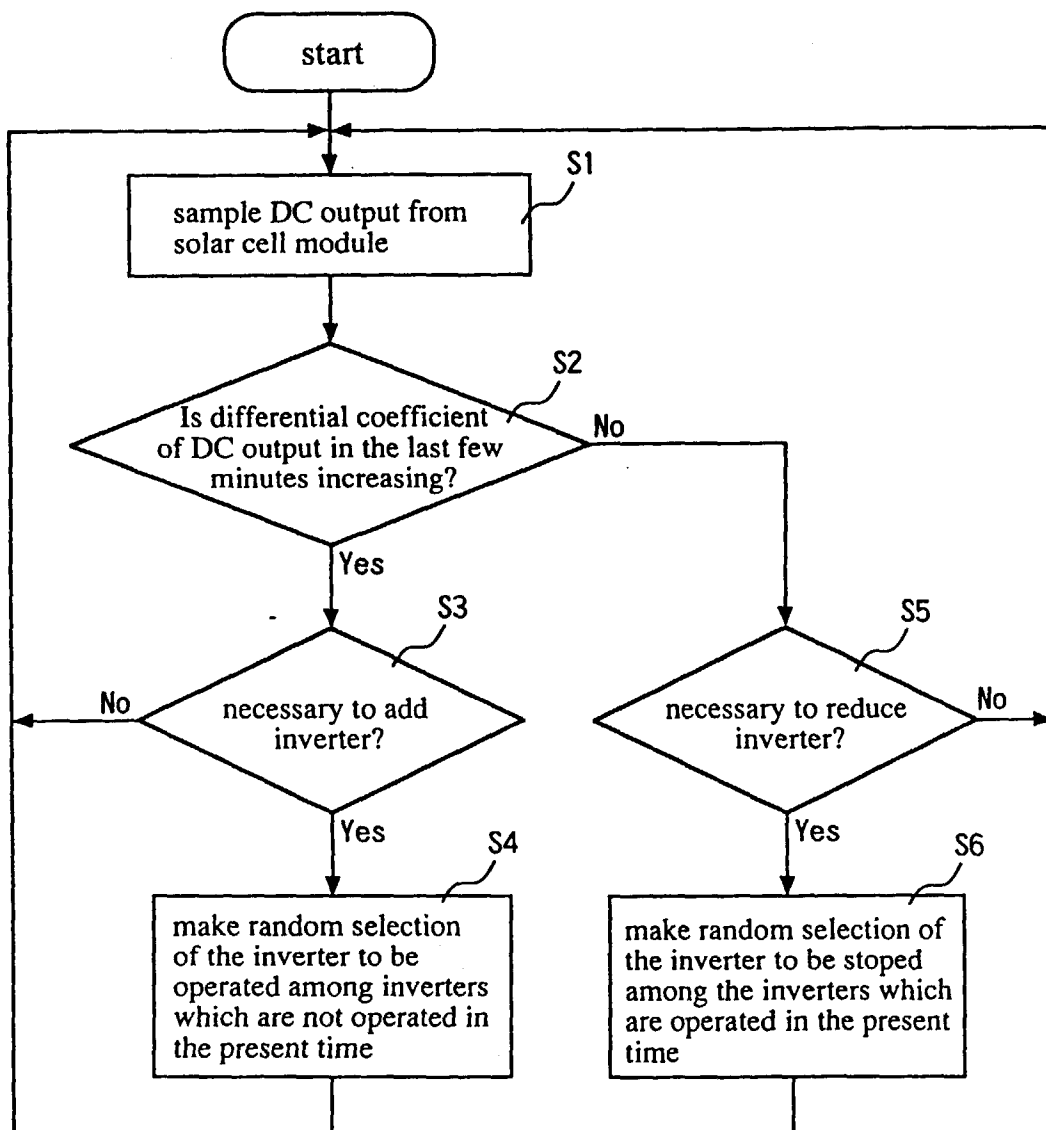 start
S1
sample DC output from
solar cell module
S2
Is differential coefficient
of DC output in the last few
minutes increasing?
No
Yes
S3
necessary to add
inverter?
No
Yes
S5
necessary to reduce
inverter?
No
Yes
S4
make random selection
of the inverter to be
operated among inverters
which are not operated in
the present time
S6
make random selection of
the inverter to be stoped
among the inverters which
are operated in the present
time